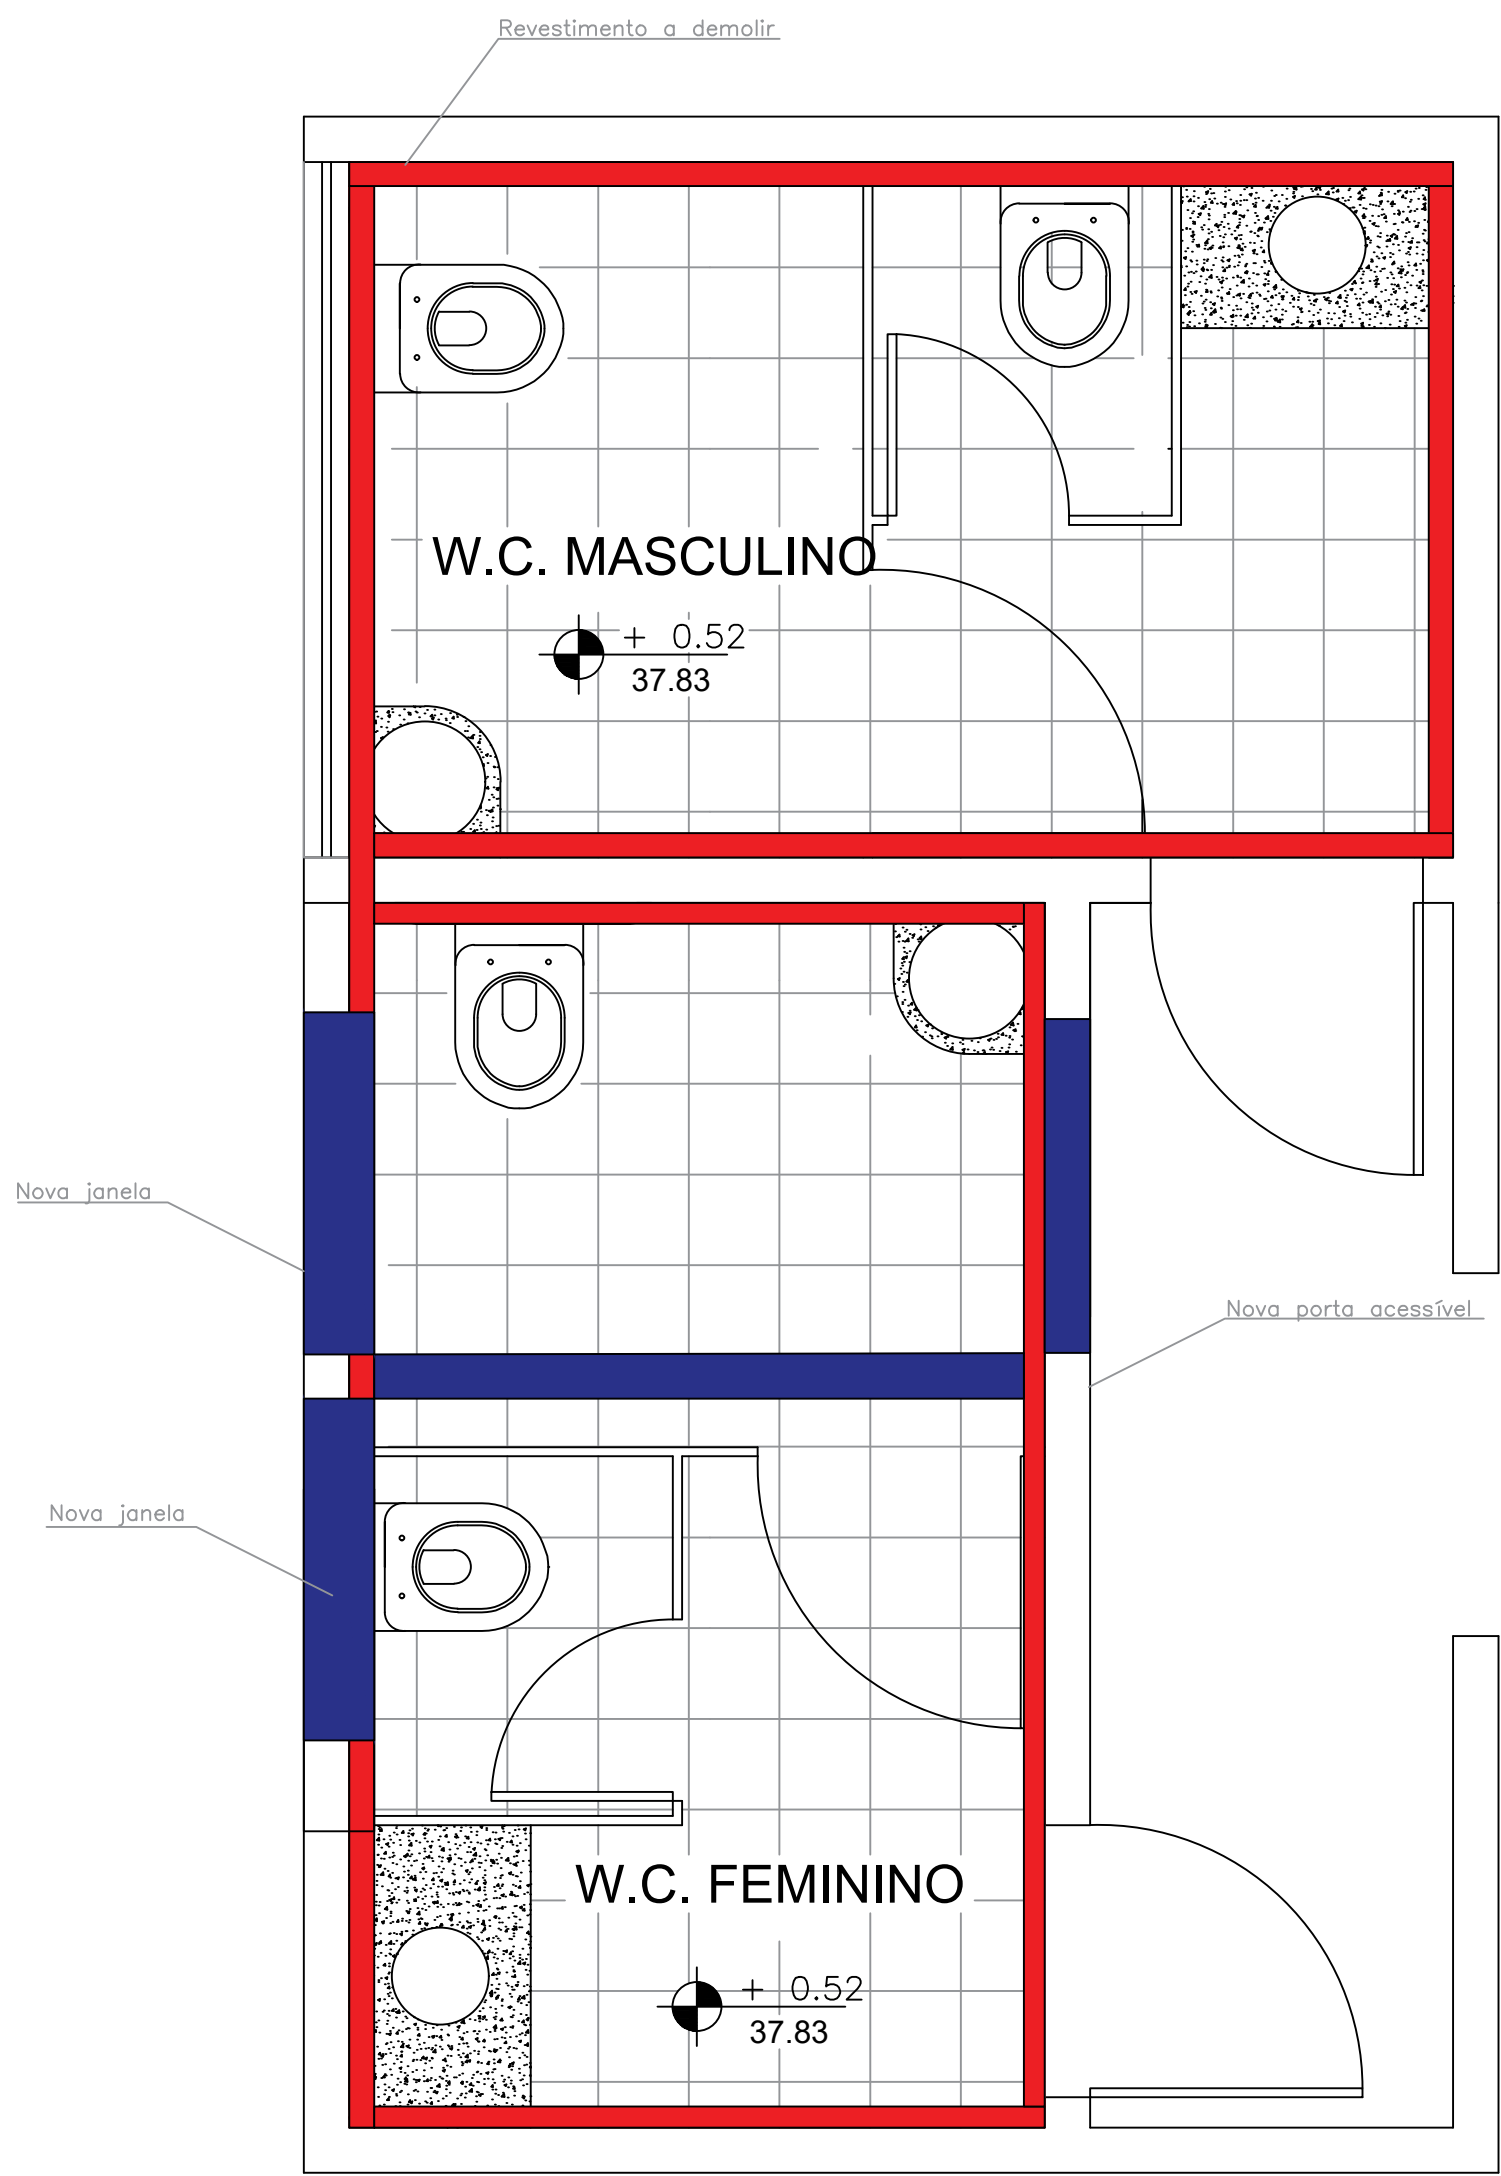 Revestimento a demolir
W.C. MASCULINO
+ 0.52
37.83
Nova janela
Nova porta acessível
Nova janela
W.C. FEMININO
+ 0.52
37.83